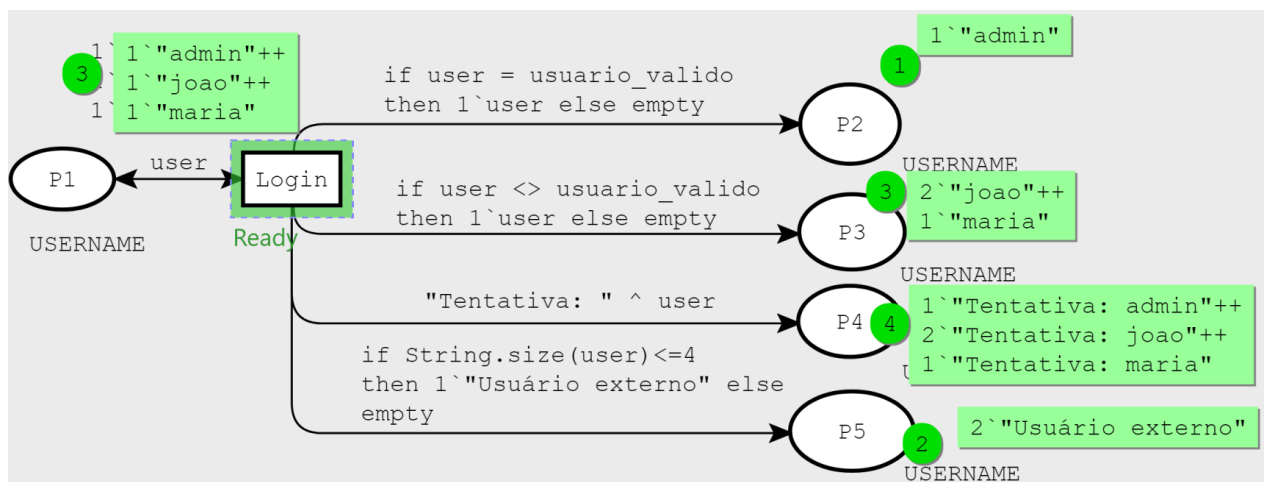 1`
1`"admin"++
3
1`"joao"++
1`
1`"maria"
P1
user
USERNAME
Login
Ready
if user = usuario_valido
then 1`user else empty
1
1`"admin"
P2
USERNAME
if user <> usuario_valido
then 1`user else empty
3
2`"joao"++
1`"maria"
P3
USERNAME
"Tentativa: " ^ user
P4
4
1`"Tentativa: admin"++
2`"Tentativa: joao"++
1`"Tentativa: maria"
if String.size(user)<=4
then 1`"Usuário externo" else
empty
P5
2
2`"Usuário externo"
USERNAME